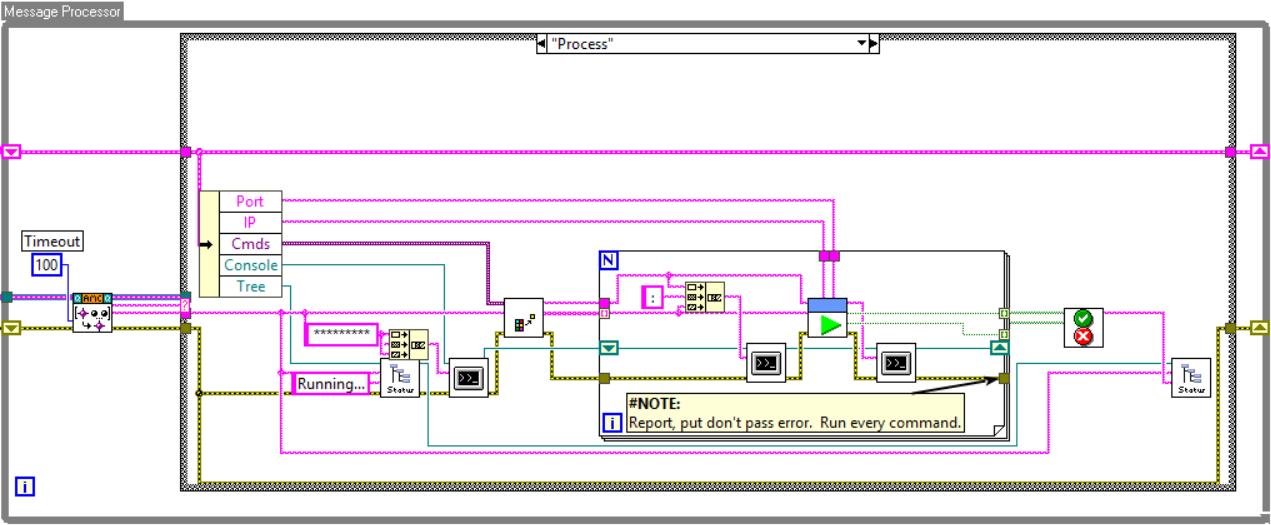 Message Processor
"Process"
Port
IP
Cmds
Console
Tree
Timeout
100
AMC
?
N
:
*********
Running...
Status
>>_
>>_
>>_
Status
#NOTE:
Report, put don't pass error.  Run every command.
i
i